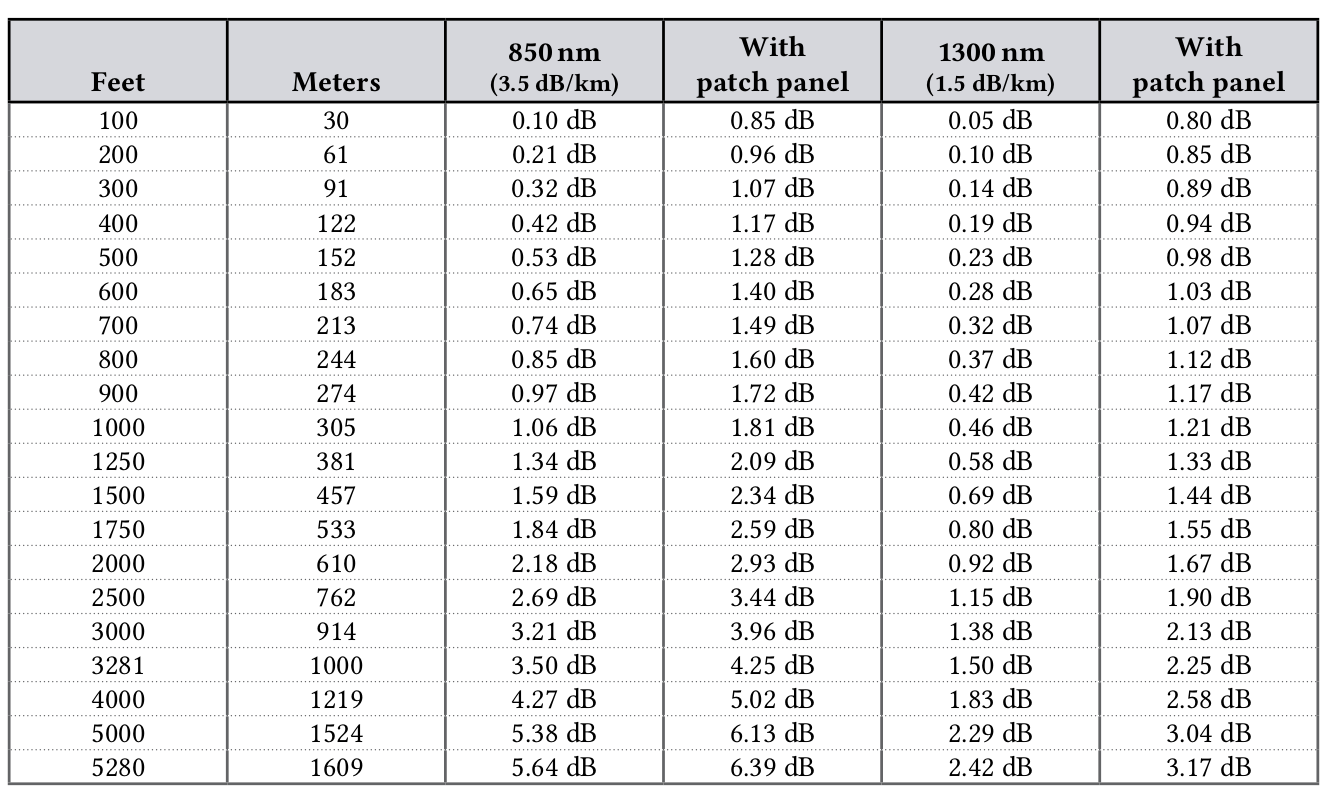 Feet Meters 850 nm (3.5 dB/km) With patch panel 1300 nm (1.5 dB/km) With patch panel
100 30 0.10 dB 0.85 dB 0.05 dB 0.80 dB
200 61 0.21 dB 0.96 dB 0.10 dB 0.85 dB
300 91 0.32 dB 1.07 dB 0.14 dB 0.89 dB
400 122 0.42 dB 1.17 dB 0.19 dB 0.94 dB
500 152 0.53 dB 1.28 dB 0.23 dB 0.98 dB
600 183 0.65 dB 1.40 dB 0.28 dB 1.03 dB
700 213 0.74 dB 1.49 dB 0.32 dB 1.07 dB
800 244 0.85 dB 1.60 dB 0.37 dB 1.12 dB
900 274 0.97 dB 1.72 dB 0.42 dB 1.17 dB
1000 305 1.06 dB 1.81 dB 0.46 dB 1.21 dB
1250 381 1.34 dB 2.09 dB 0.58 dB 1.33 dB
1500 457 1.59 dB 2.34 dB 0.69 dB 1.44 dB
1750 533 1.84 dB 2.59 dB 0.80 dB 1.55 dB
2000 610 2.18 dB 2.93 dB 0.92 dB 1.67 dB
2500 762 2.69 dB 3.44 dB 1.15 dB 1.90 dB
3000 914 3.21 dB 3.96 dB 1.38 dB 2.13 dB
3281 1000 3.50 dB 4.25 dB 1.50 dB 2.25 dB
4000 1219 4.27 dB 5.02 dB 1.83 dB 2.58 dB
5000 1524 5.38 dB 6.13 dB 2.29 dB 3.04 dB
5280 1609 5.64 dB 6.39 dB 2.42 dB 3.17 dB